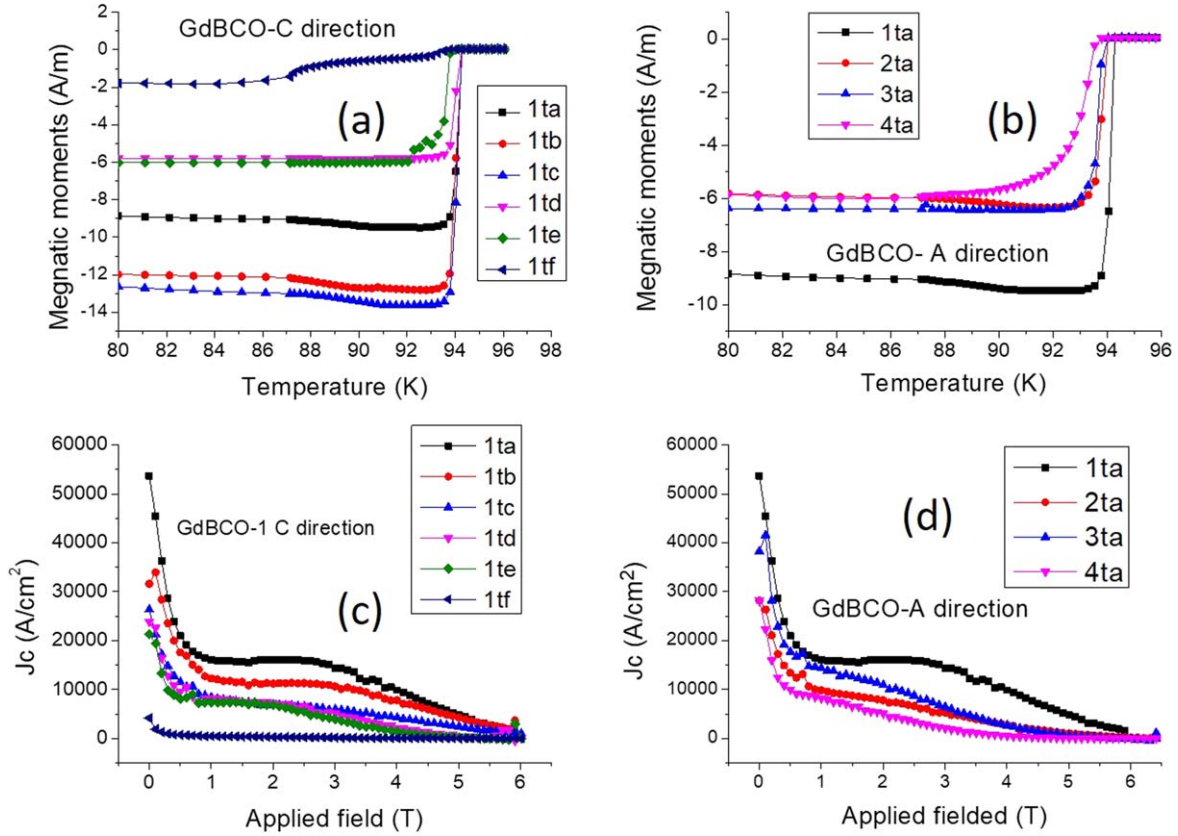 GdBCO-C direction
(a)
1ta
1tb
1tc
1td
1te
1tf
2
0
-2
-4
-6
-8
-10
-12
-14
Megnatic moments (A/m)
80 82 84 86 88 90 92 94 96 98
Temperature (K)
1ta
2ta
3ta
4ta
(b)
GdBCO- A direction
0
-2
-4
-6
-8
-10
Megnatic moments (A/m)
80 82 84 86 88 90 92 94 96
Temperature (K)
1ta
1tb
1tc
1td
1te
1tf
GdBCO-1 C direction
(c)
60000
50000
40000
30000
20000
10000
0
Jc (A/cm²)
0 1 2 3 4 5 6
Applied field (T)
1ta
2ta
3ta
4ta
(d)
GdBCO-A direction
60000
50000
40000
30000
20000
10000
0
Jc (A/cm²)
0 1 2 3 4 5 6
Applied fielded (T)